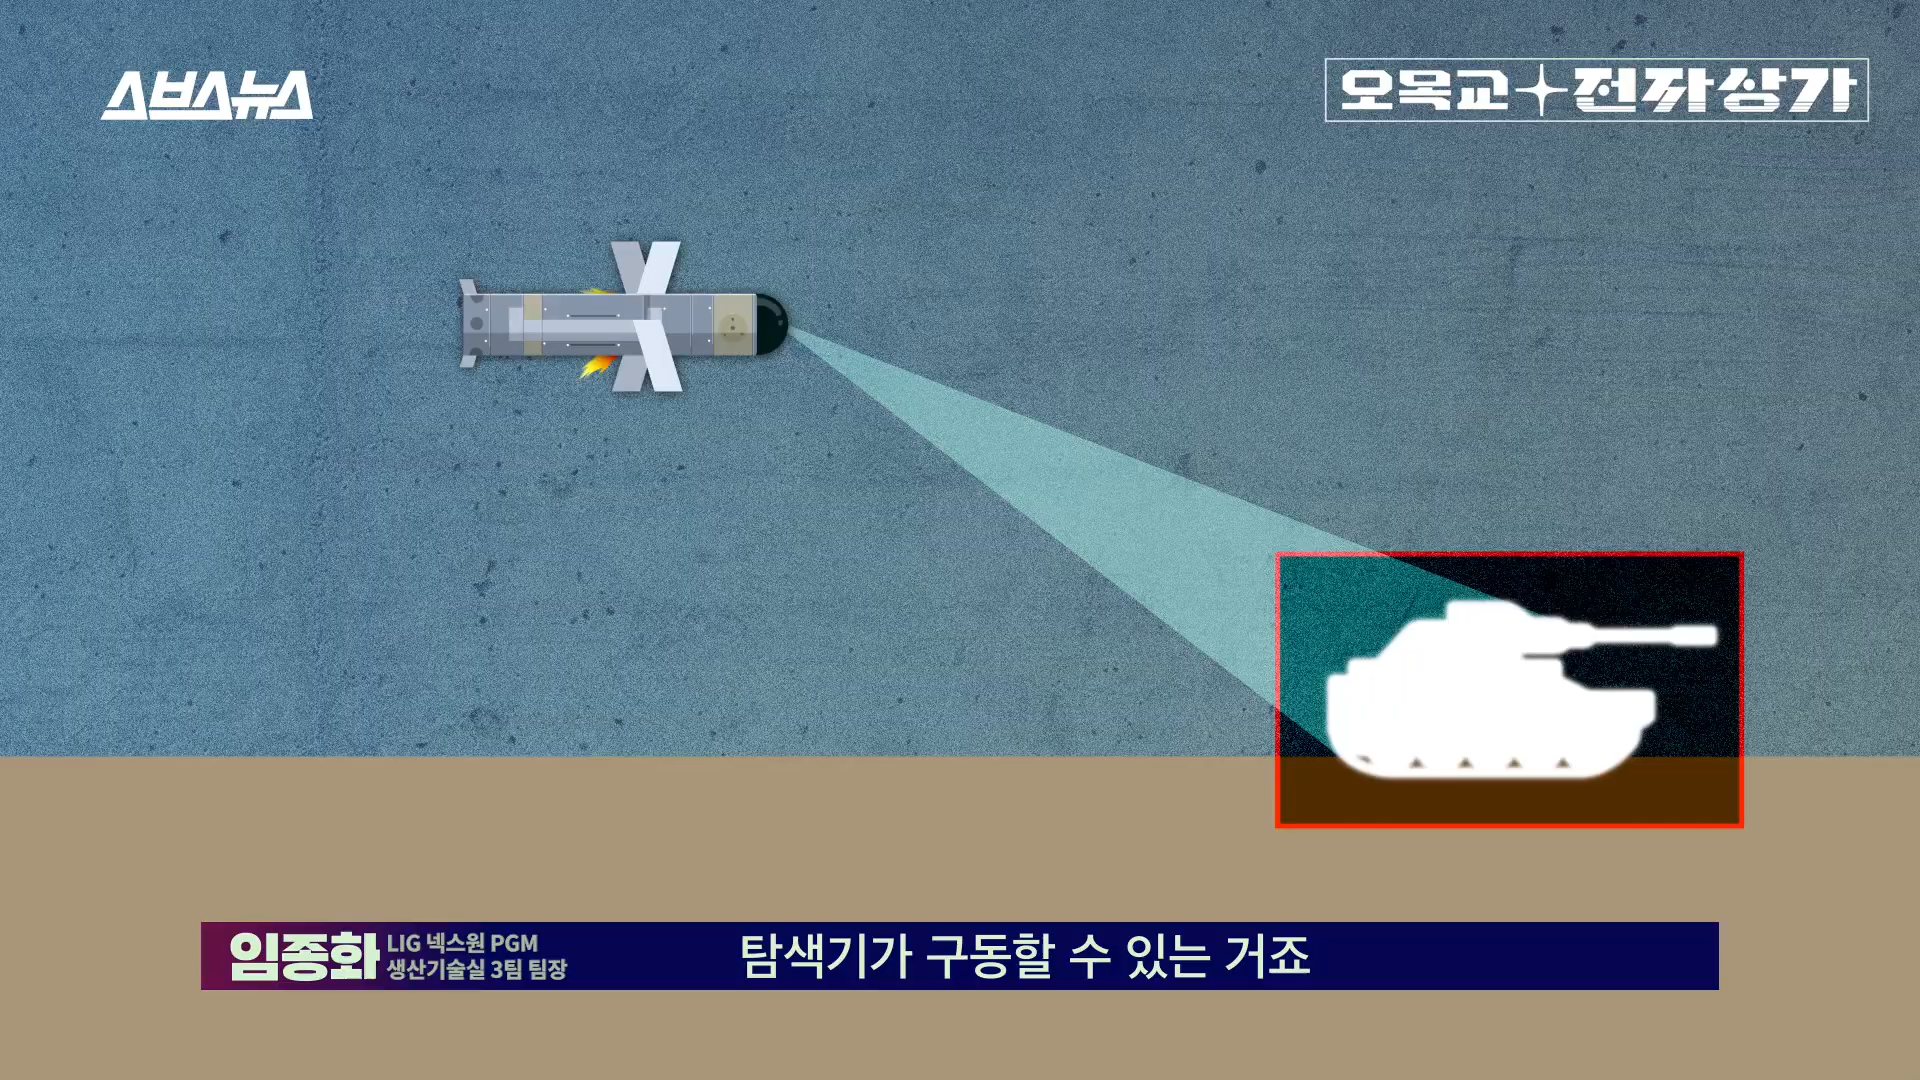 스브스뉴스
오목교 전자상가
임종화
LIG 넥스원 PGM
생산기술실 3팀 팀장
탐색기가 구동할 수 있는 거죠